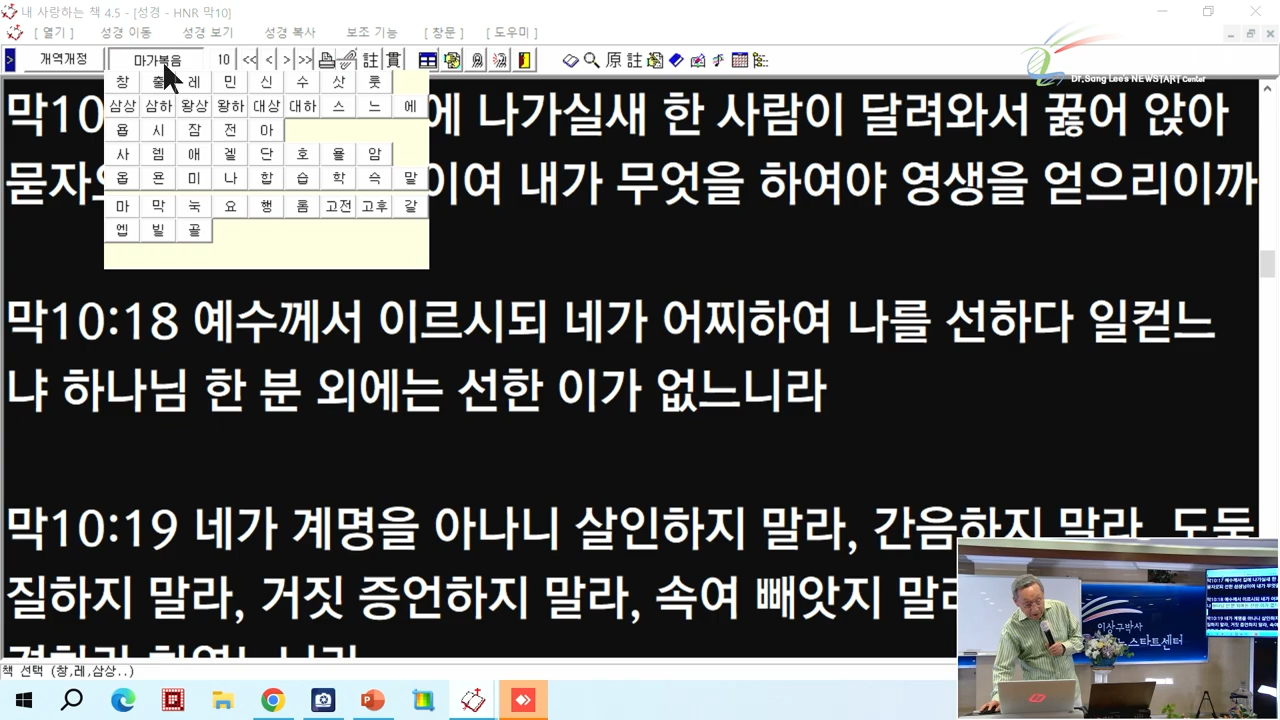 내 사랑하는 책 4.5 - [성경 - HNR 막10]
[ 열기 ] 성경 이동 성경 보기 성경 복사 보조 기능 [ 창문 ] [ 도우미 ]
개역개정 마가복음 10 << < > >> 註 貫 原 註
Dr.Sang Lee's NEWSTART Center
창 출 레 민 신 수 삿 룻
삼상 삼하 왕상 왕하 대상 대하 스 느 에
욥 시 잠 전 마
사 렘 애 겔 단 호 욜 암
옵 욘 미 나 합 습 학 슥 말
마 막 눅 요 행 롬 고전 고후 갈
엡 빌 골
막10 에 나가실새 한 사람이 달려와서 꿇어 앉아
묻자오 이여 내가 무엇을 하여야 영생을 얻으리이까
막10:18 예수께서 이르시되 네가 어찌하여 나를 선하다 일컫느
냐 하나님 한 분 외에는 선한 이가 없느니라
막10:19 네가 계명을 아나니 살인하지 말라, 간음하지 말라, 도둑
질하지 말라, 거짓 증언하지 말라, 속여 빼앗지 말라
책 선택 (창,레,삼상..)
이상구박사
스타트센터